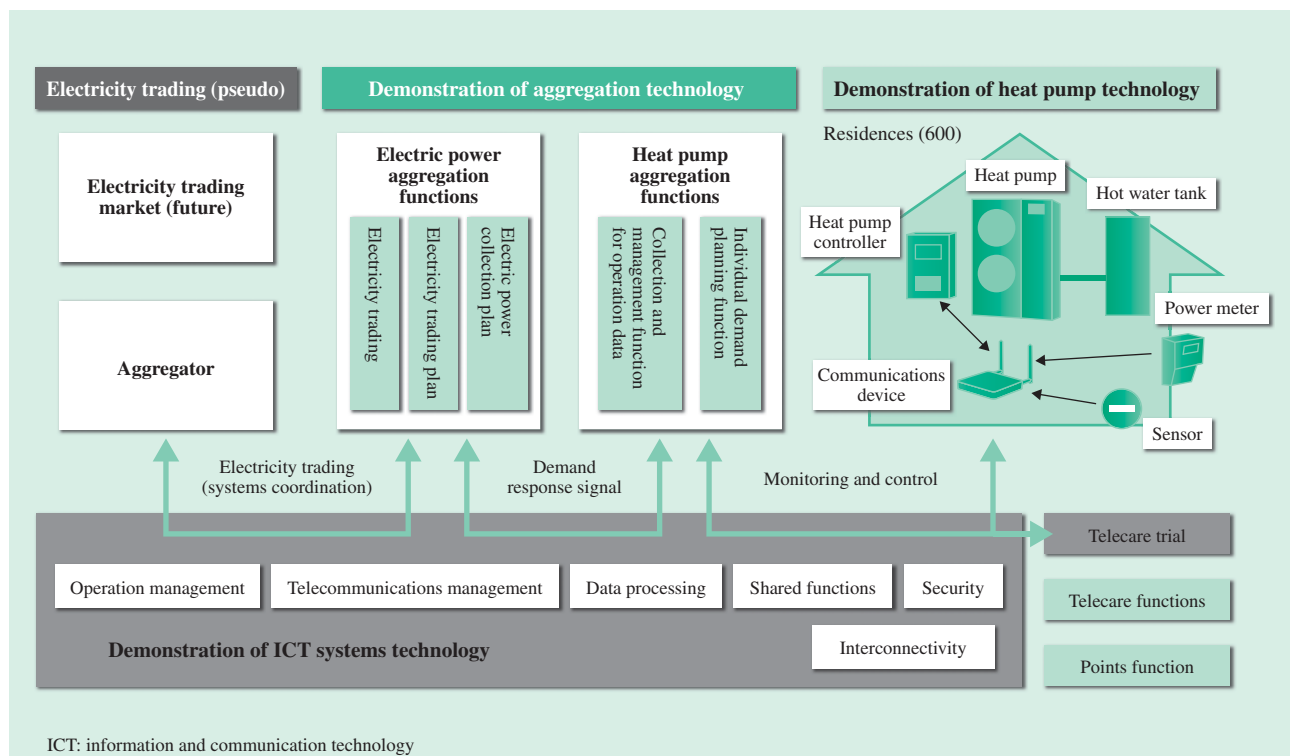 Electricity trading (pseudo)
Demonstration of aggregation technology
Demonstration of heat pump technology
Electricity trading
market (future)
Aggregator
Electric power
aggregation
functions
Electricity trading
Electricity trading plan
Electric power
collection plan
Heat pump
aggregation
functions
Collection and
management function
for operation data
Individual demand
planning function
Residences (600)
Heat pump
Hot water tank
Heat pump
controller
Power meter
Communications
device
Sensor
Electricity trading
(systems coordination)
Demand
response signal
Monitoring and control
Operation management
Telecommunications management
Data processing
Shared functions
Security
Demonstration of ICT systems technology
Interconnectivity
Telecare trial
Telecare functions
Points function
ICT: information and communication technology